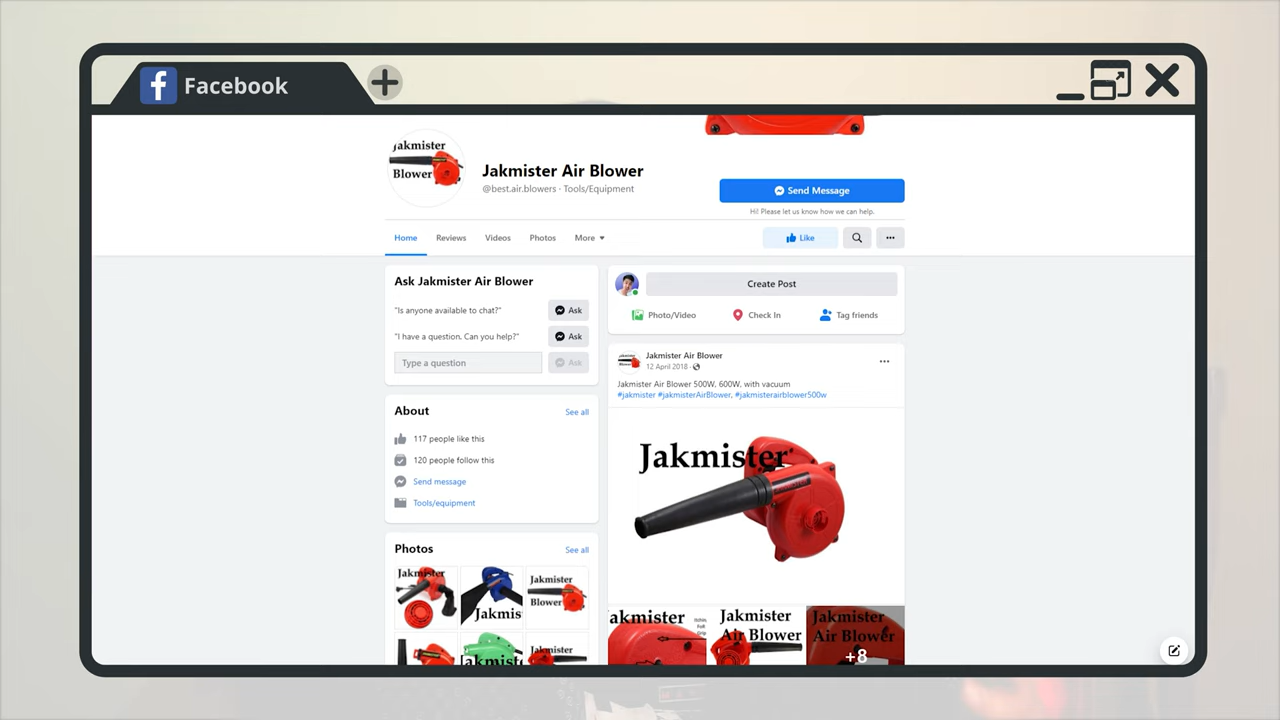 Facebook
Jakmister
Blower
Jakmister Air Blower
@best.air.blowers · Tools/Equipment
Send Message
Hi! Please let us know how we can help.
Home
Reviews
Videos
Photos
More
Like
Ask Jakmister Air Blower
"Is anyone available to chat?"
Ask
"I have a question. Can you help?"
Ask
Type a question
Ask
About
See all
117 people like this
120 people follow this
Send message
Tools/equipment
Photos
See all
Jakmister
Jakmis
Jakmister
Blower
Jakmist
Jakmister
Create Post
Photo/Video
Check In
Tag friends
Jakmister Air Blower
12 April 2018 ·
Jakmister Air Blower 500W, 600W, with vacuum
#jakmister #jakmisterAirBlower, #jakmisterairblower500w
Jakmister
Jakmister
Jakmister
Air Blower
Jakmister
Air Blower
+8